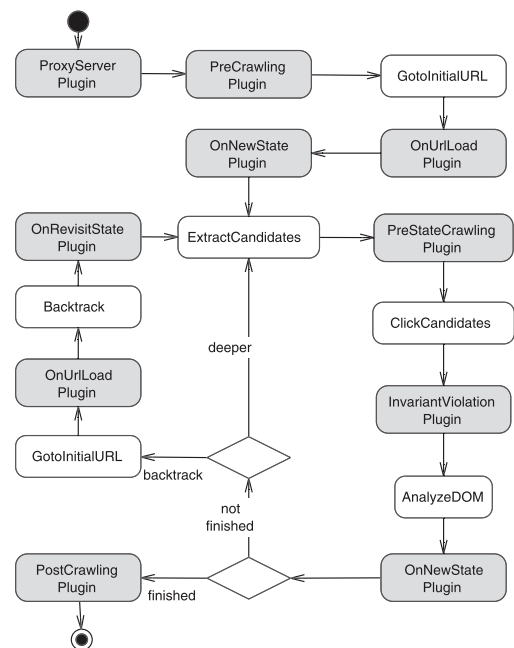 ProxyServer
Plugin
PreCrawling
Plugin
GotoInitialURL
OnNewState
Plugin
OnUrlLoad
Plugin
OnRevisitState
Plugin
ExtractCandidates
PreStateCrawling
Plugin
Backtrack
ClickCandidates
deeper
OnUrlLoad
Plugin
InvariantViolation
Plugin
GotoInitialURL
backtrack
AnalyzeDOM
not
finished
PostCrawling
Plugin
finished
OnNewState
Plugin